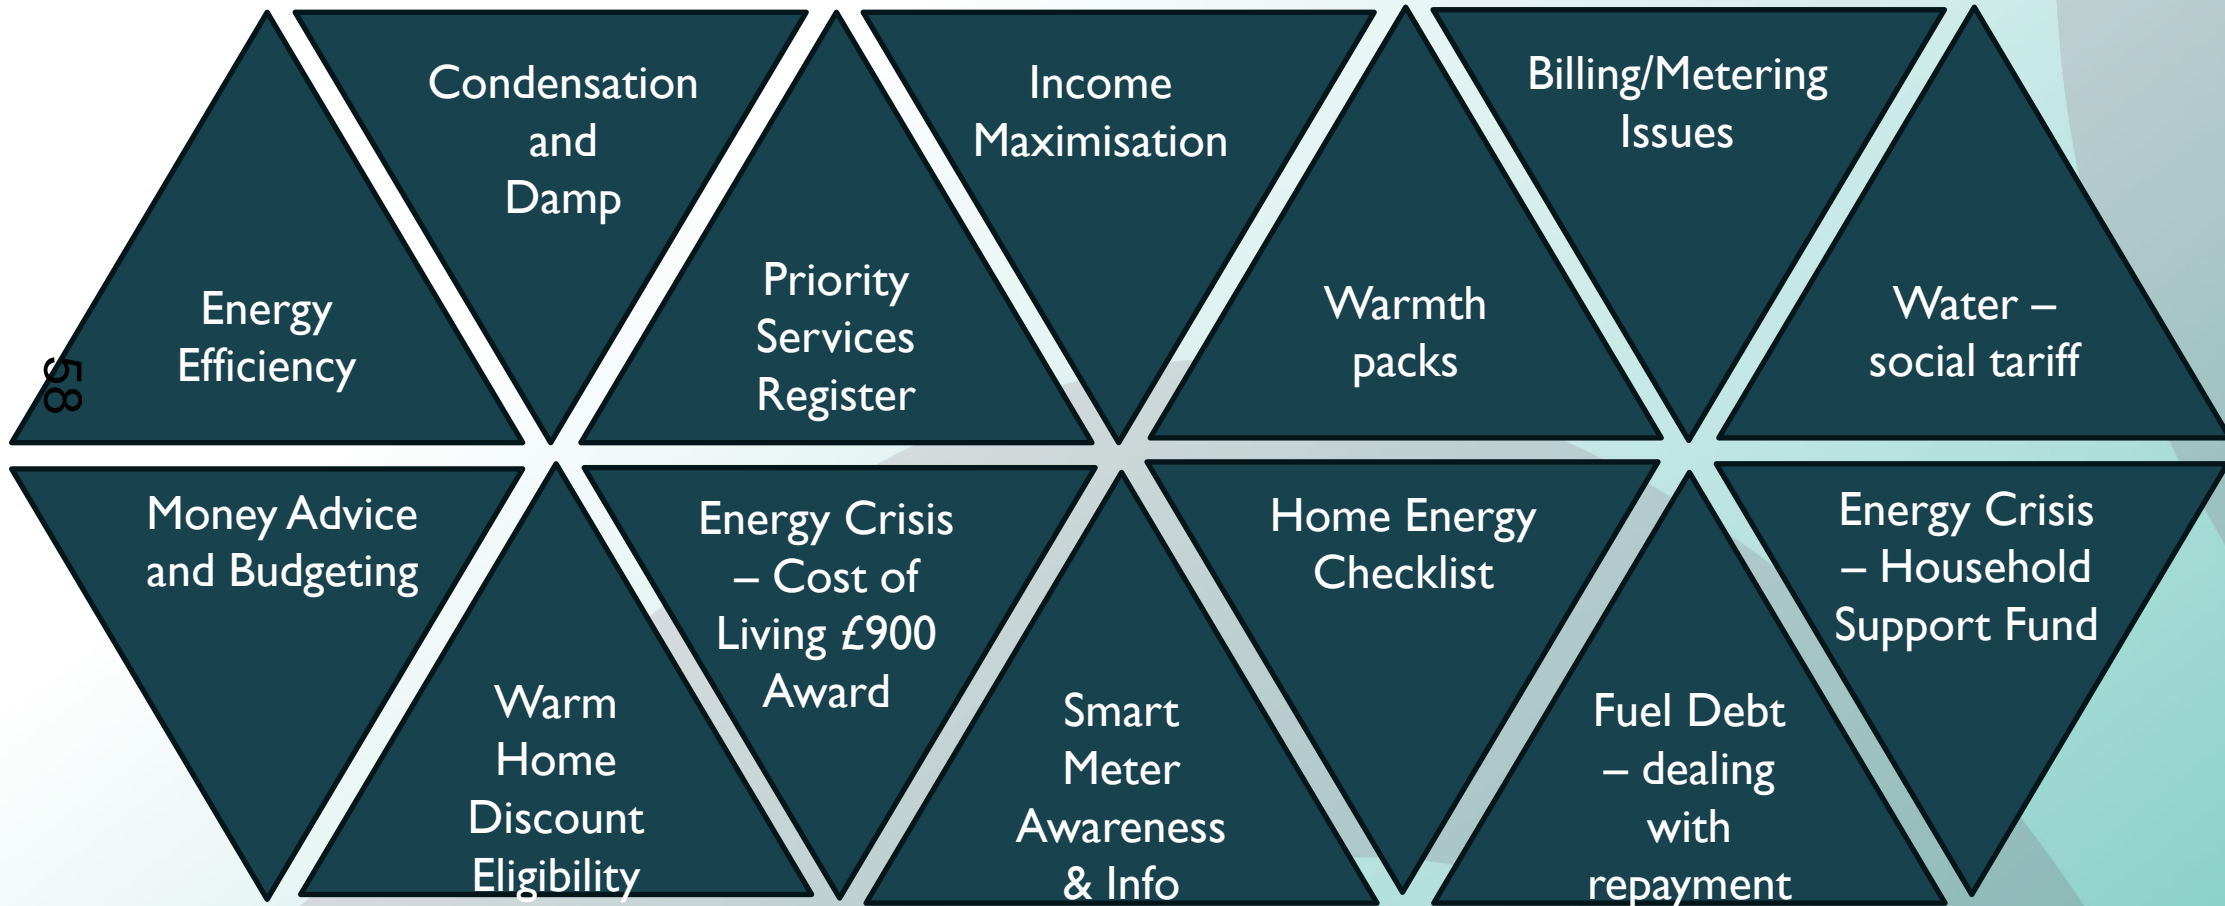 Energy
Efficiency
Condensation
and
Damp
Priority
Services
Register
Income
Maximisation
Warmth
packs
Billing/Metering
Issues
Water –
social tariff
58
Money Advice
and Budgeting
Warm
Home
Discount
Eligibility
Energy Crisis
– Cost of
Living £900
Award
Smart
Meter
Awareness
& Info
Home Energy
Checklist
Fuel Debt
– dealing
with
repayment
Energy Crisis
– Household
Support Fund